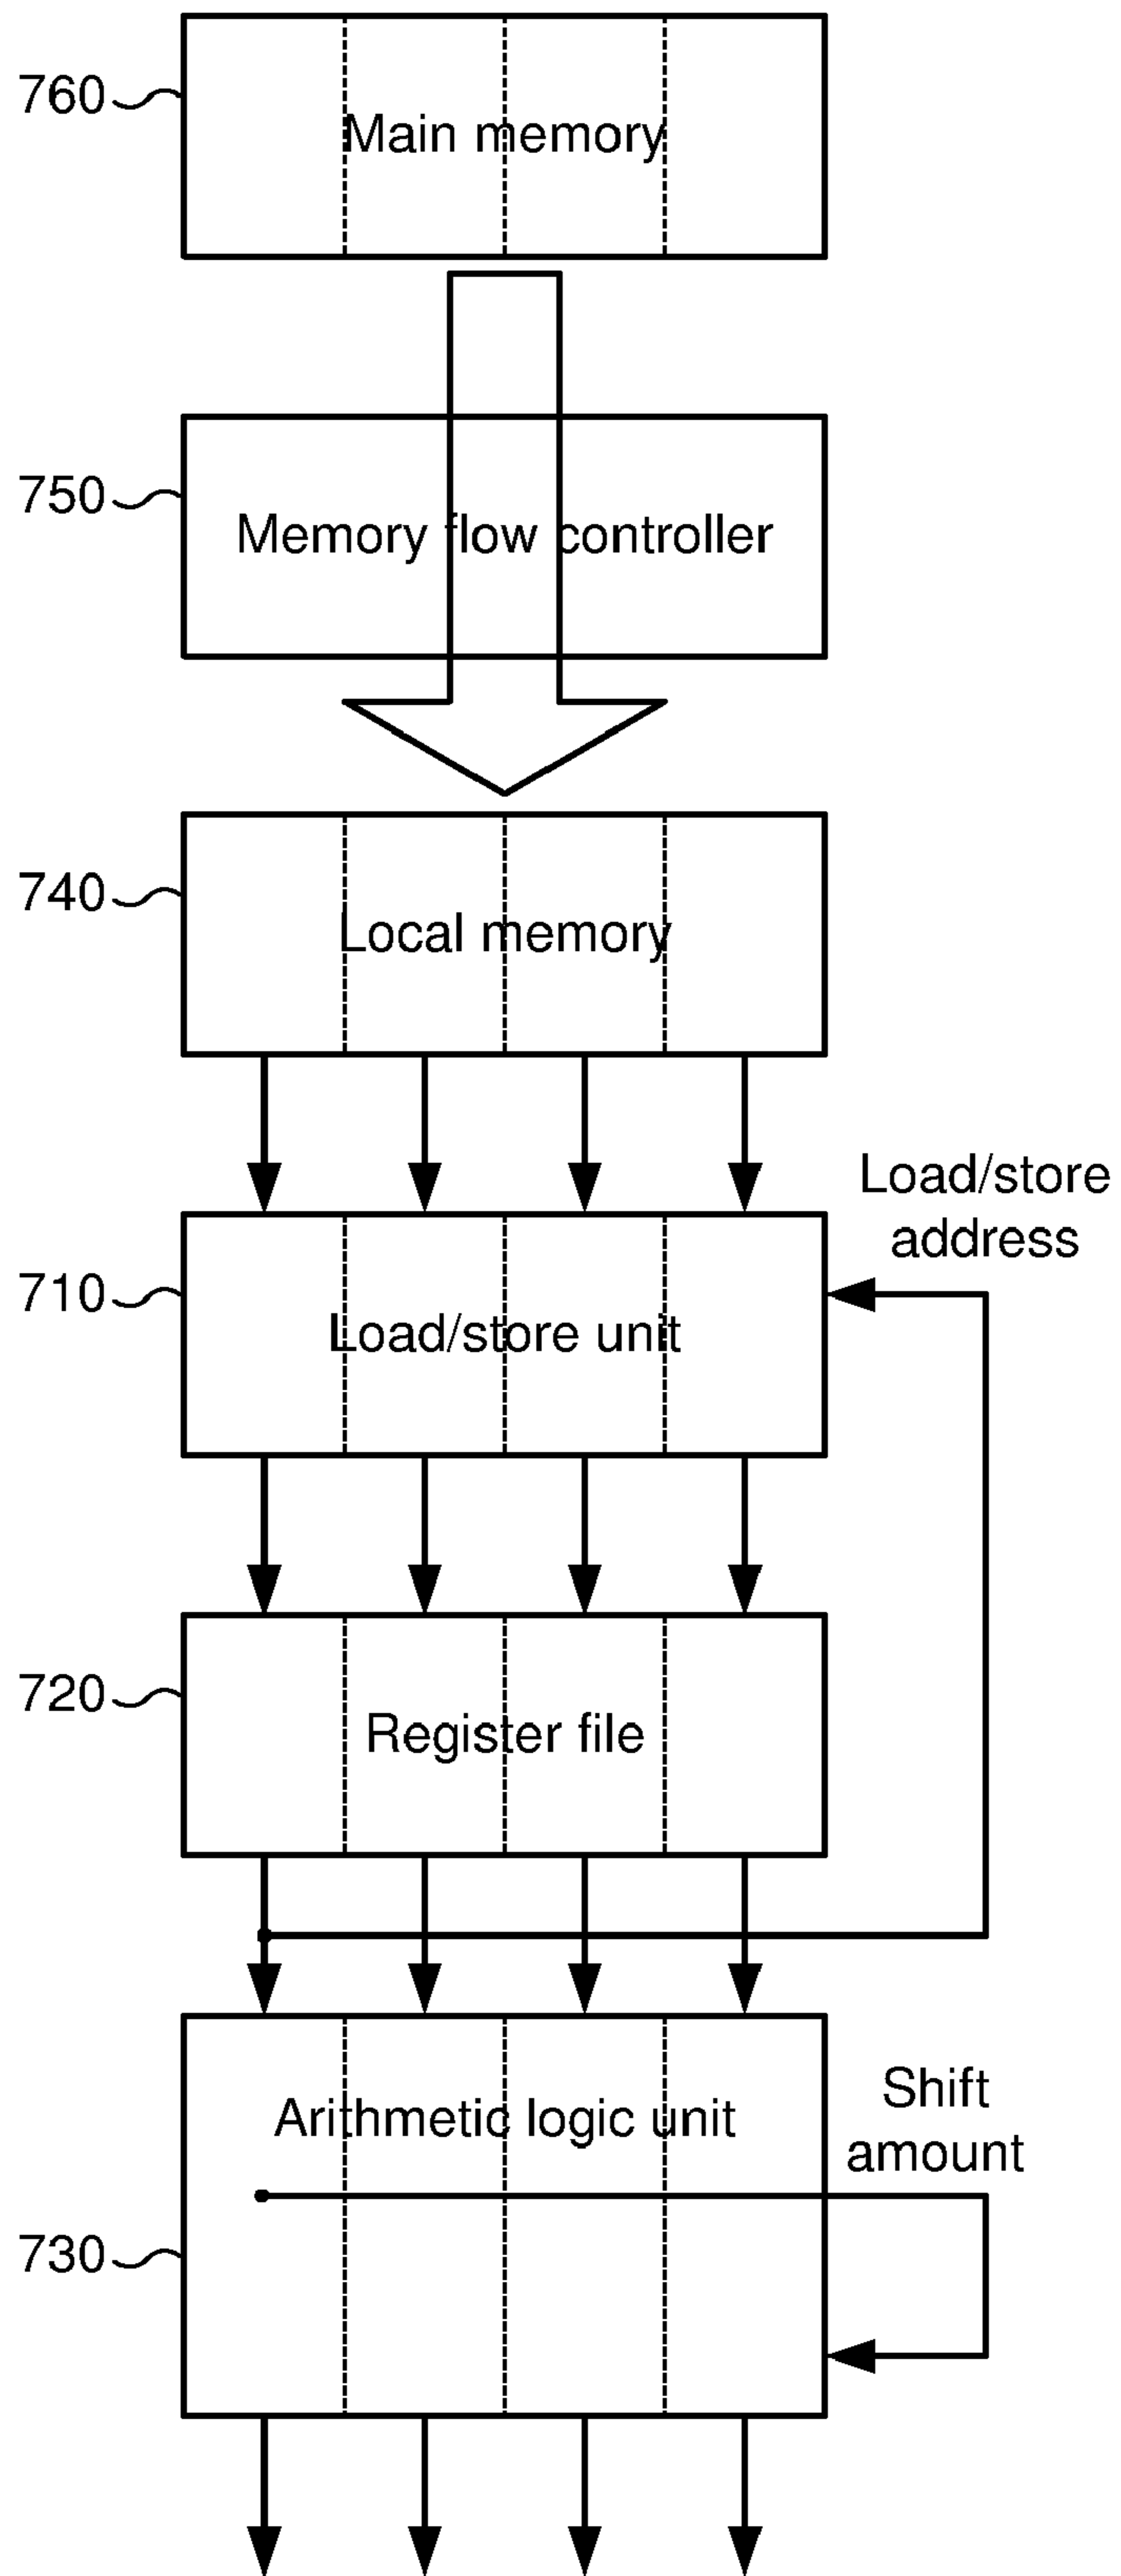 760
Main memory
750
Memory flow controller
740
Local memory
Load/store
address
710
Load/store unit
720
Register file
Arithmetic logic unit
Shift
amount
730